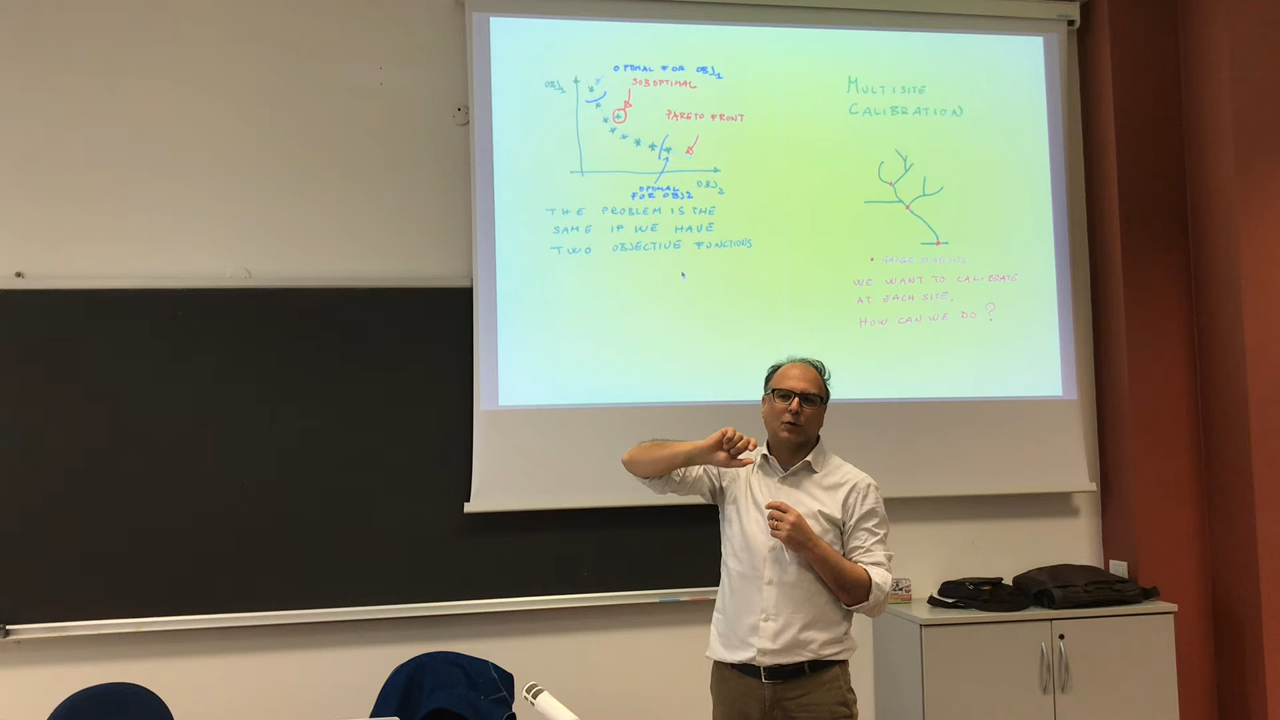 OPTIMAL FOR OBJ1
OBJ1
SUBOPTIMAL
PARETO FRONT
OBJ2
OPTIMAL
FOR OBJ2
THE PROBLEM IS THE
SAME IF WE HAVE
TWO OBJECTIVE FUNCTIONS
MULTISITE
CALIBRATION
WE WANT TO CALIBRATE
AT EACH SITE.
HOW CAN WE DO?